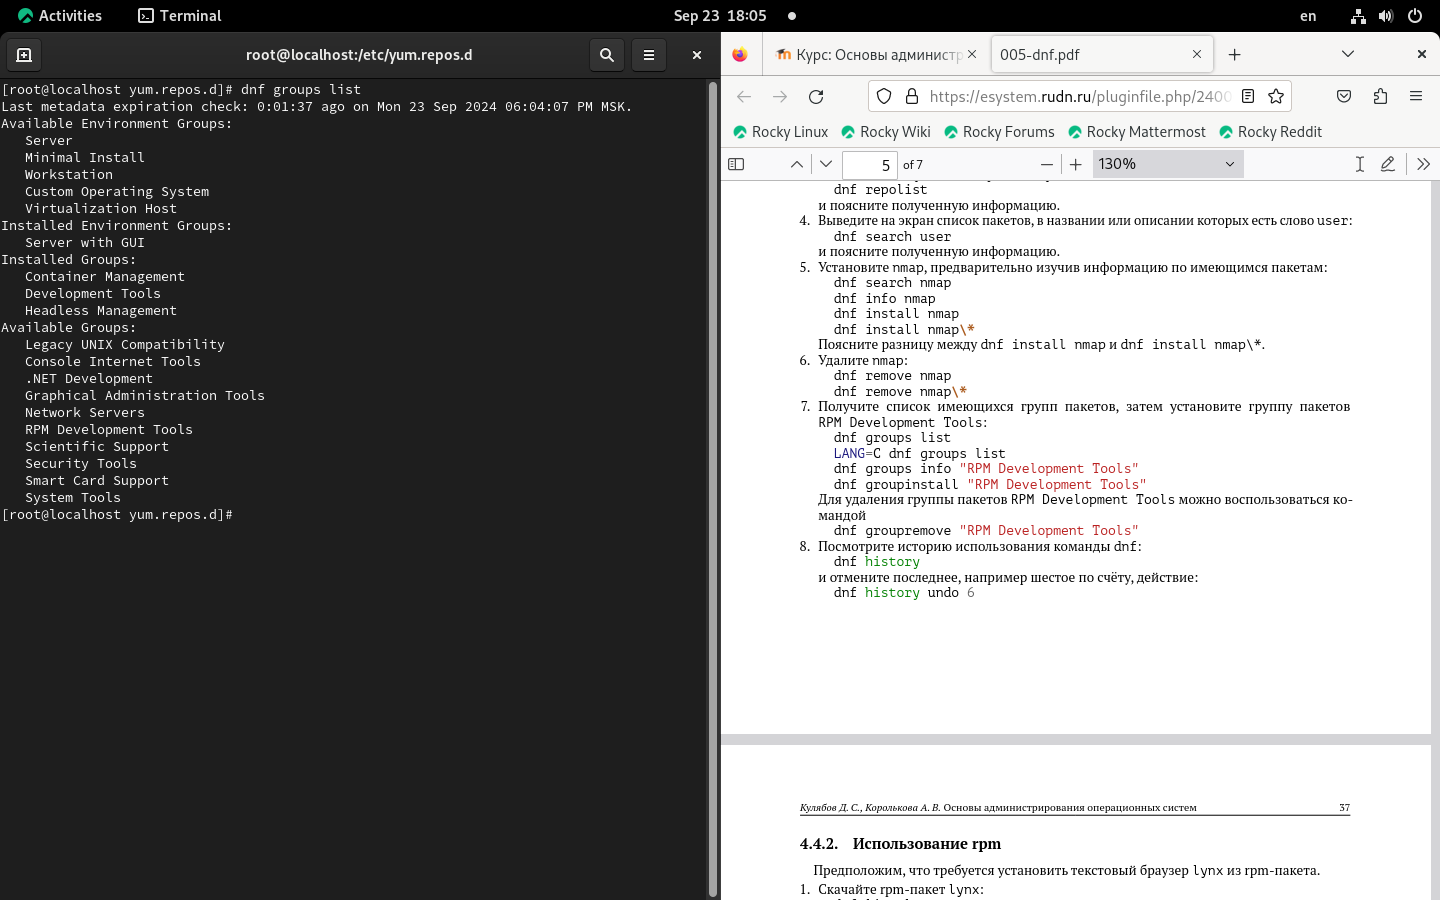 Activities
Terminal
Sep 23 18:05
en
root@localhost:/etc/yum.repos.d
[root@localhost yum.repos.d]# dnf groups list
Last metadata expiration check: 0:01:37 ago on Mon 23 Sep 2024 06:04:07 PM MSK.
Available Environment Groups:
Server
Minimal Install
Workstation
Custom Operating System
Virtualization Host
Installed Environment Groups:
Server with GUI
Installed Groups:
Container Management
Development Tools
Headless Management
Available Groups:
Legacy UNIX Compatibility
Console Internet Tools
.NET Development
Graphical Administration Tools
Network Servers
RPM Development Tools
Scientific Support
Security Tools
Smart Card Support
System Tools
[root@localhost yum.repos.d]#
Курс: Основы администр
005-dnf.pdf
https://esystem.rudn.ru/pluginfile.php/2400
Rocky Linux
Rocky Wiki
Rocky Forums
Rocky Mattermost
Rocky Reddit
5 of 7
130%
dnf repolist
и поясните полученную информацию.
4. Выведите на экран список пакетов, в названии или описании которых есть слово user:
dnf search user
и поясните полученную информацию.
5. Установите nmap, предварительно изучив информацию по имеющимся пакетам:
dnf search nmap
dnf info nmap
dnf install nmap
dnf install nmap\*
Поясните разницу между dnf install nmap и dnf install nmap\*.
6. Удалите nmap:
dnf remove nmap
dnf remove nmap\*
7. Получите список имеющихся групп пакетов, затем установите группу пакетов
RPM Development Tools:
dnf groups list
LANG=C dnf groups list
dnf groups info "RPM Development Tools"
dnf groupinstall "RPM Development Tools"
Для удаления группы пакетов RPM Development Tools можно воспользоваться ко-
мандой
dnf groupremove "RPM Development Tools"
8. Посмотрите историю использования команды dnf:
dnf history
и отмените последнее, например шестое по счёту, действие:
dnf history undo 6
Кулябов Д. С., Королькова А. В. Основы администрирования операционных систем 37
4.4.2. Использование rpm
Предположим, что требуется установить текстовый браузер lynx из rpm-пакета.
1. Скачайте rpm-пакет lynx: